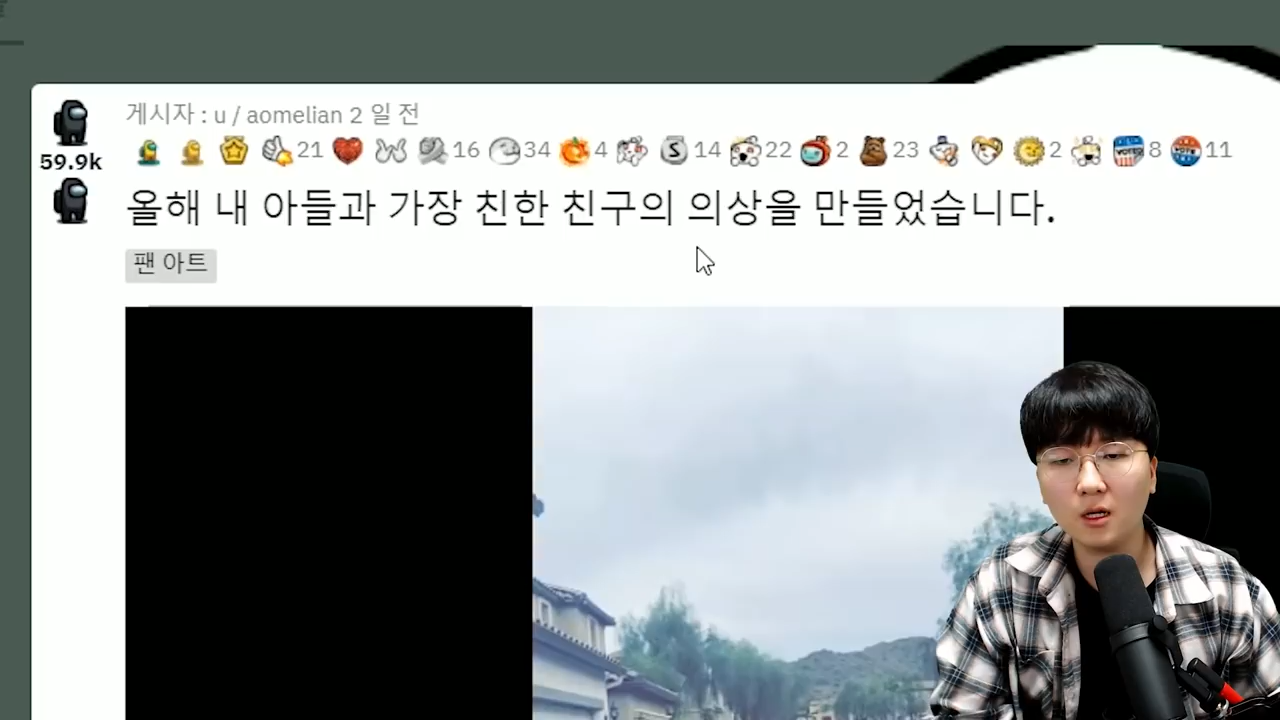 게시자 : u / aomelian 2 일 전
21 16 34 4 14 22 2 23 2 8 11
59.9k
올해 내 아들과 가장 친한 친구의 의상을 만들었습니다.
팬 아트